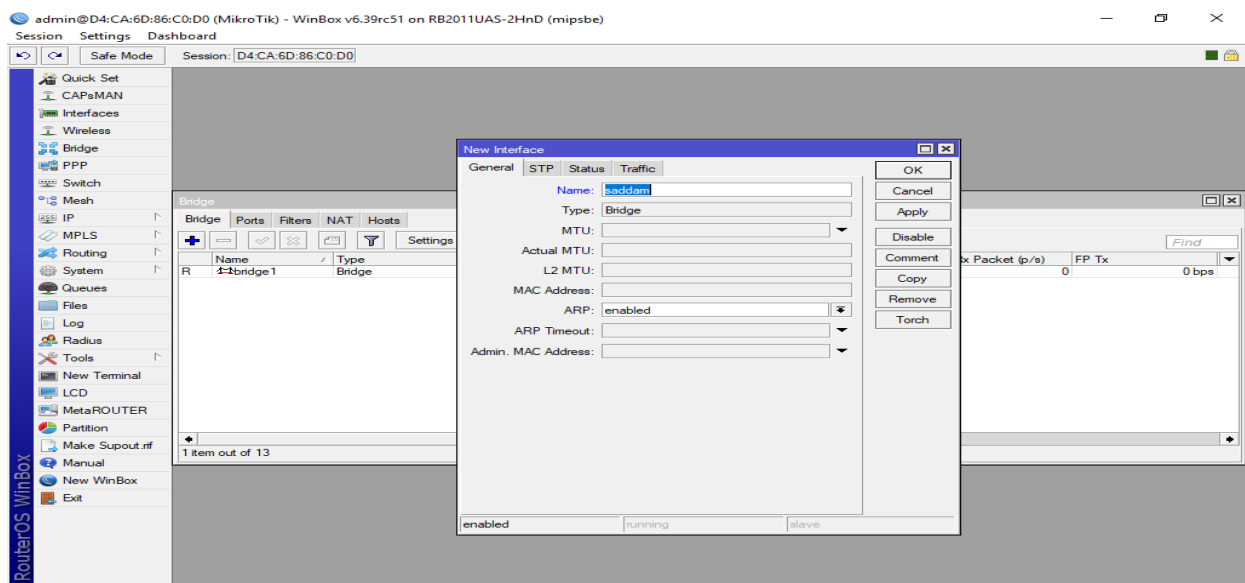 admin@D4:CA:6D:86:C0:D0 (MikroTik) - WinBox v6.39rc51 on RB2011UAS-2HnD (mipsbe)
Session Settings Dashboard
Safe Mode Session: D4:CA:6D:86:C0:D0
Quick Set
CAPsMAN
Interfaces
Wireless
Bridge
PPP
Switch
Mesh
IP
MPLS
Routing
System
Queues
Files
Log
Radius
Tools
New Terminal
LCD
MetaROUTER
Partition
Make Supout.rif
Manual
New WinBox
Exit
RouterOS WinBox
Bridge
Bridge Ports Filters NAT Hosts
Settings
Find
Name Type x Packet (p/s) FP Tx
R bridge1 Bridge 0 0 bps
1 item out of 13
New Interface
General STP Status Traffic
Name: saddam
Type: Bridge
MTU:
Actual MTU:
L2 MTU:
MAC Address:
ARP: enabled
ARP Timeout:
Admin. MAC Address:
OK
Cancel
Apply
Disable
Comment
Copy
Remove
Torch
enabled running slave